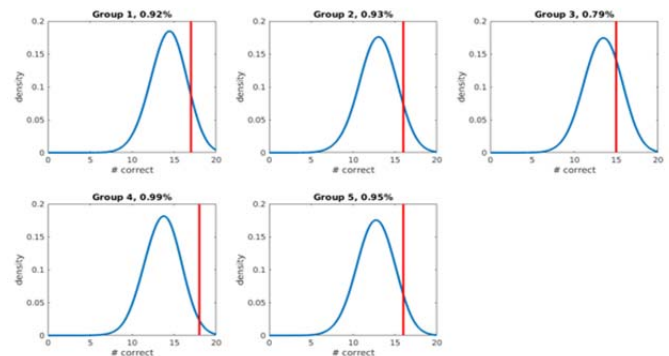 Group 1, 0.92%
0.2
0.15
0.1
0.05
0
density
0 5 10 15 20
# correct
Group 2, 0.93%
0.2
0.15
0.1
0.05
0
density
0 5 10 15 20
# correct
Group 3, 0.79%
0.2
0.15
0.1
0.05
0
density
0 5 10 15 20
# correct
Group 4, 0.99%
0.2
0.15
0.1
0.05
0
density
0 5 10 15 20
# correct
Group 5, 0.95%
0.2
0.15
0.1
0.05
0
density
0 5 10 15 20
# correct